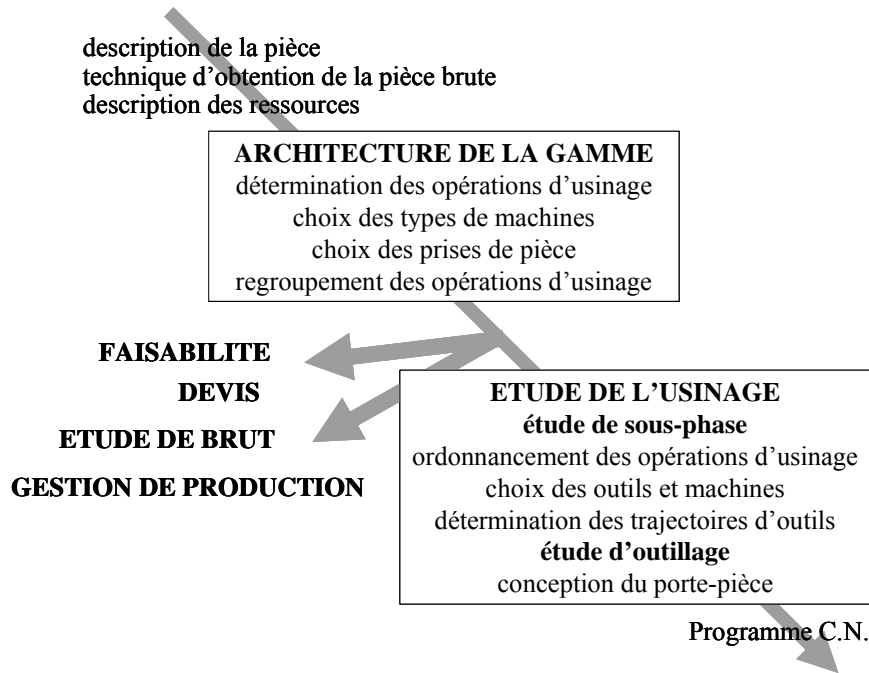 description de la pièce
technique d'obtention de la pièce brute
description des ressources
ARCHITECTURE DE LA GAMME
détermination des opérations d'usinage
choix des types de machines
choix des prises de pièce
regroupement des opérations d'usinage
FAISABILITE
DEVIS
ETUDE DE BRUT
GESTION DE PRODUCTION
ETUDE DE L'USINAGE
étude de sous-phase
ordonnancement des opérations d'usinage
choix des outils et machines
détermination des trajectoires d'outils
étude d'outillage
conception du porte-pièce
Programme C.N.